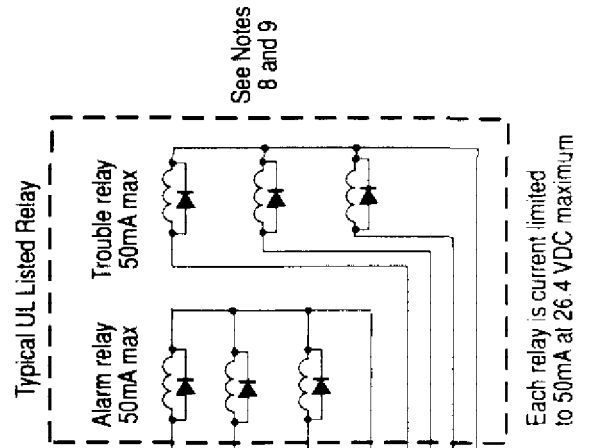 See Notes
8 and 9
Typical UL Listed Relay
Trouble relay
50mA max
Alarm relay
50mA max
Each relay is current limited
to 50mA at 26.4 VDC maximum